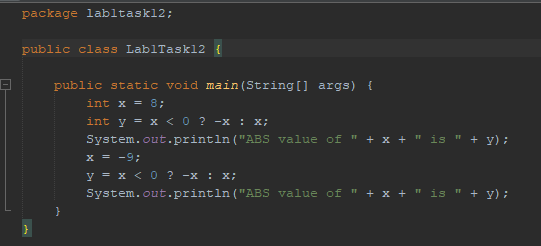 package lab1task12;
public class Lab1Task12 {
public static void main(String[] args) {
int x = 8;
int y = x < 0 ? -x : x;
System.out.println("ABS value of " + x + " is " + y);
x = -9;
y = x < 0 ? -x : x;
System.out.println("ABS value of " + x + " is " + y);
}
}